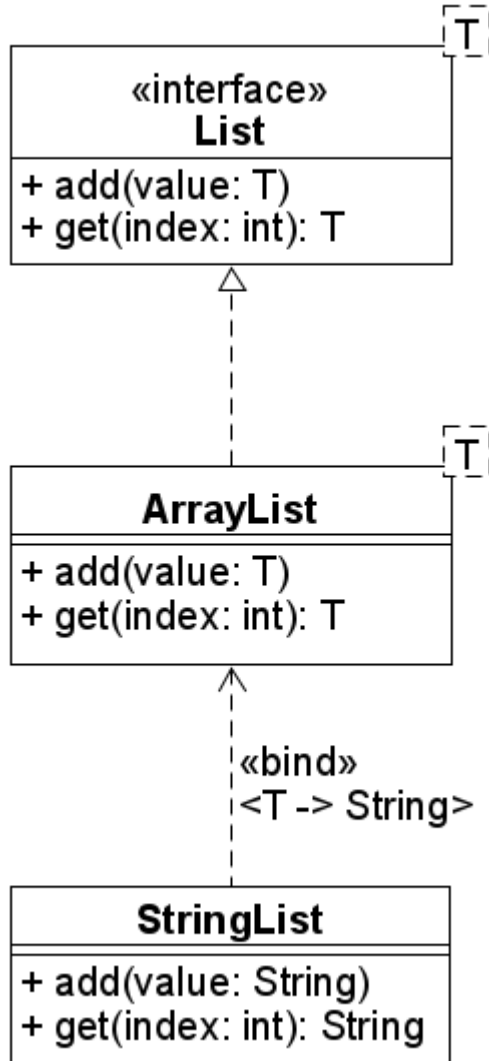 T
«interface»
List
+ add(value: T)
+ get(index: int): T
T
ArrayList
+ add(value: T)
+ get(index: int): T
«bind»
<T -> String>
StringList
+ add(value: String)
+ get(index: int): String